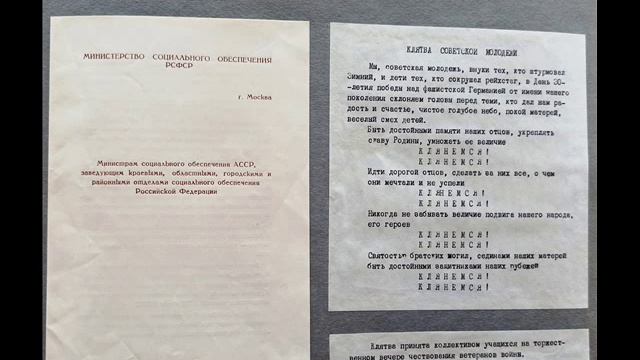 МИНИСТЕРСТВО СОЦИАЛЬНОГО ОБЕСПЕЧЕНИЯ
РСФСР
г. Москва
Министрам социального обеспечения АССР,
заведующим краевыми, областными, городскими и
районными отделами социального обеспечения
Российской Федерации
КЛЯТВА СОВЕТСКОЙ МОЛОДЕЖИ
Мы, советская молодежь, внуки тех, кто штурмовал
Зимний, и дети тех, кто сокрушал рейхстаг, в День 30-
-летия победы над фашистской Германией от имени нашего
поколения склоняем головы перед теми, кто дал нам ра-
дость и счастье, чистое голубое небо, покой матерей,
веселый смех детей.
Быть достойными памяти наших отцов, укреплять
славу Родины, умножать ее величие
К Л Я Н Е М С Я !
К Л Я Н Е М С Я !
Идти дорогой отцов, сделать за них все, о чем
они мечтали и не успели
К Л Я Н Е М С Я !
К Л Я Н Е М С Я !
Никогда не забывать величие подвига нашего народа,
его героев
К Л Я Н Е М С Я !
К Л Я Н Е М С Я !
Святостью братских могил, сединами наших матерей
быть достойными защитниками наших рубежей
К Л Я Н Е М С Я !
К Л Я Н Е М С Я !
Клятва принята коллективом учащихся на торжест-
венном вечере чествования ветеранов войны.